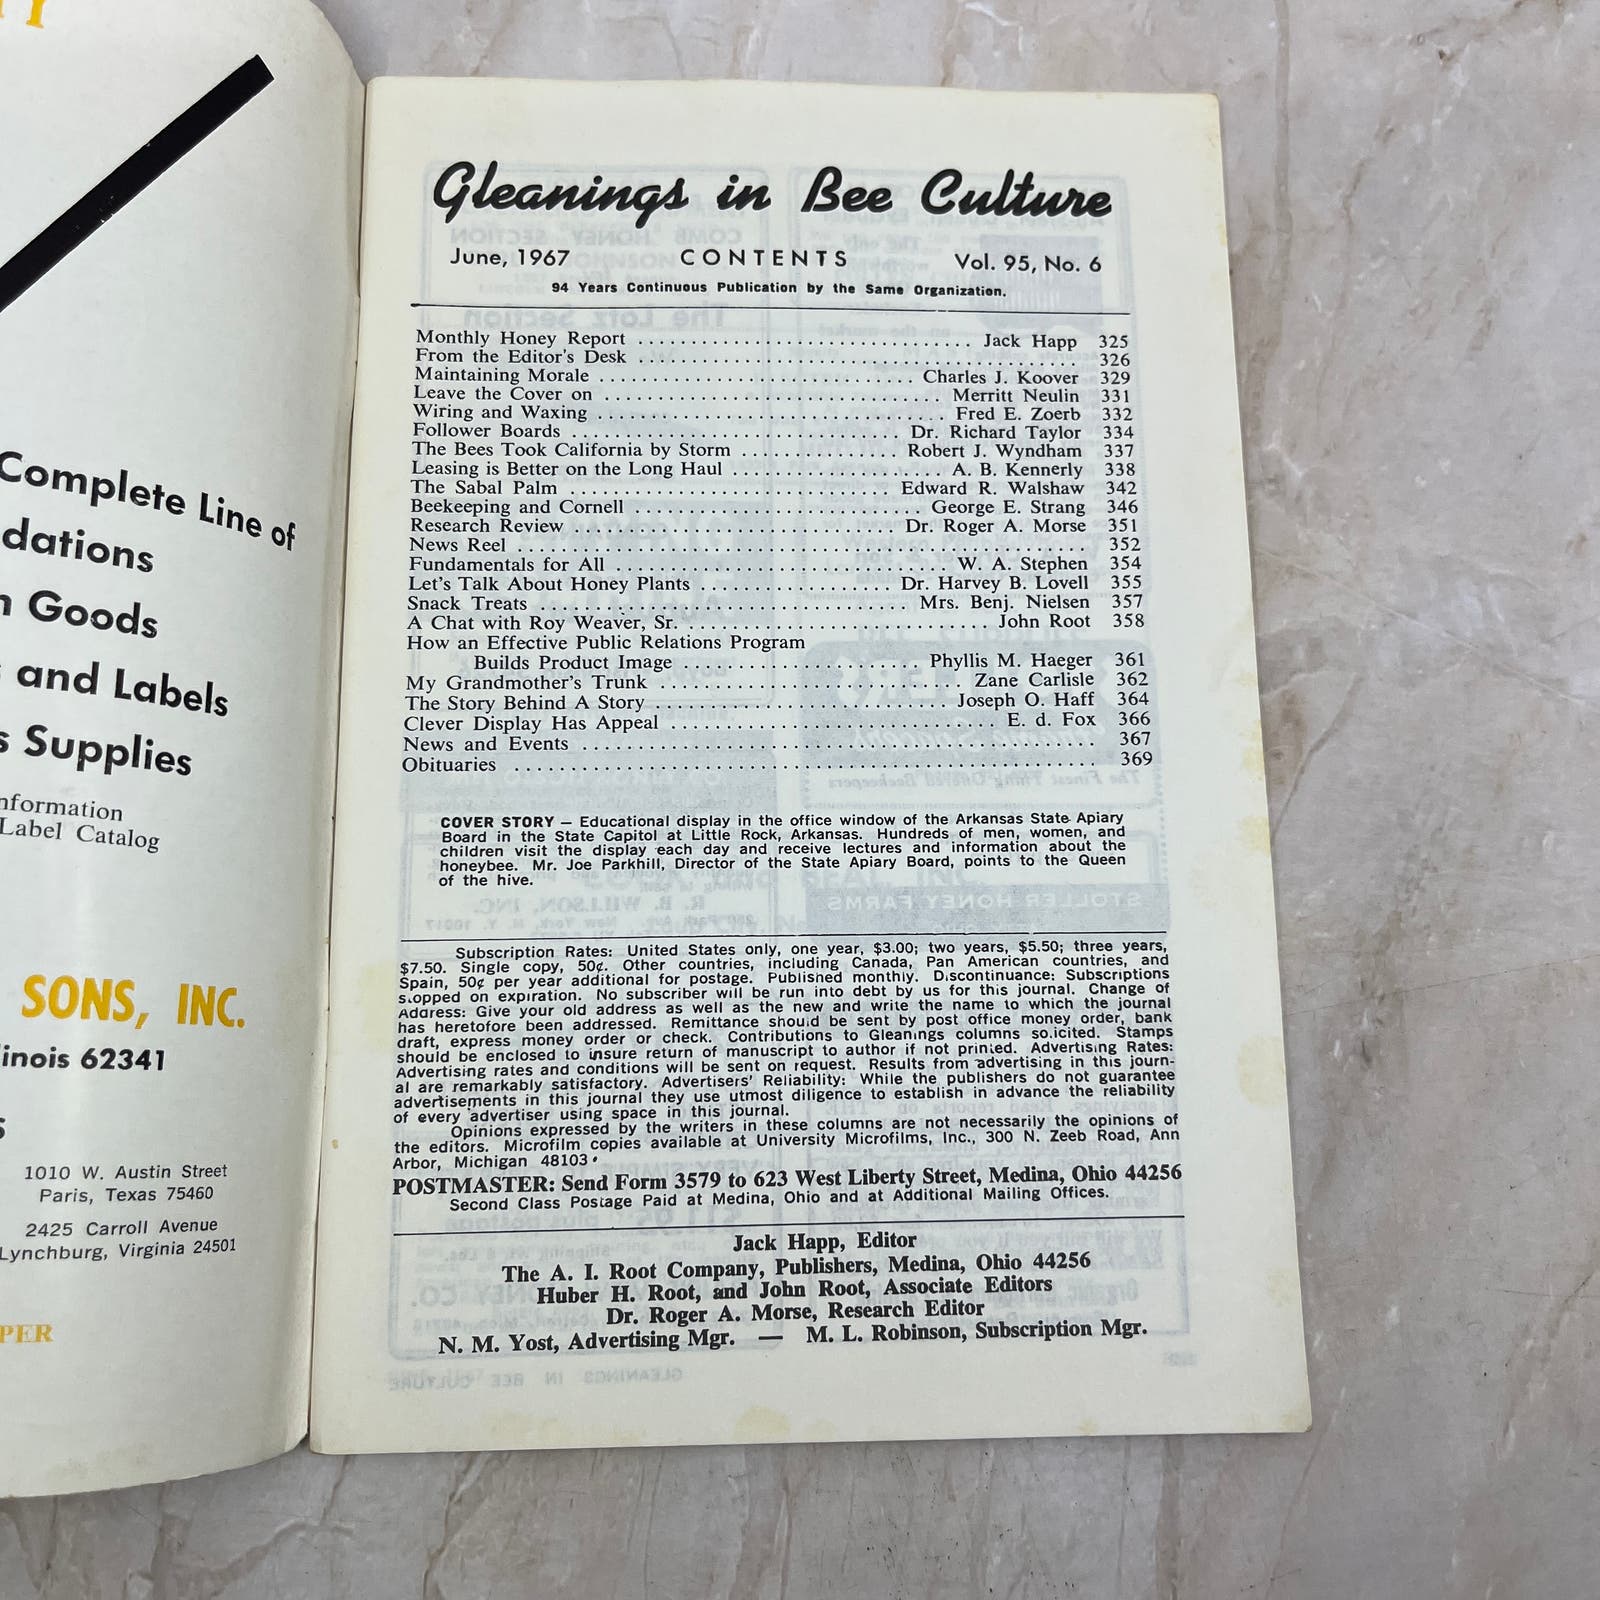 Complete Line of
dations
Goods
and Labels
Supplies
nformation
Label Catalog
SONS, INC.
linois 62341
1010 W. Austin Street
Paris, Texas 75460
2425 Carroll Avenue
Lynchburg, Virginia 24501
PER
Gleanings in Bee Culture
June, 1967 CONTENTS Vol. 95, No. 6
94 Years Continuous Publication by the Same Organization.
Monthly Honey Report ................................ Jack Happ 325
From the Editor's Desk .......................................... 326
Maintaining Morale .............................. Charles J. Koover 329
Leave the Cover on ................................ Merritt Neulin 331
Wiring and Waxing ................................. Fred E. Zoerb 332
Follower Boards ............................... Dr. Richard Taylor 334
The Bees Took California by Storm ............... Robert J. Wyndham 337
Leasing is Better on the Long Haul .................... A. B. Kennerly 338
The Sabal Palm .............................. Edward R. Walshaw 342
Beekeeping and Cornell ............................ George E. Strang 346
Research Review .............................. Dr. Roger A. Morse 351
News Reel ...................................................... 352
Fundamentals for All ................................ W. A. Stephen 354
Let's Talk About Honey Plants ................... Dr. Harvey B. Lovell 355
Snack Treats ................................... Mrs. Benj. Nielsen 357
A Chat with Roy Weaver, Sr. ............................. John Root 358
How an Effective Public Relations Program
Builds Product Image ....................... Phyllis M. Haeger 361
My Grandmother's Trunk ............................. Zane Carlisle 362
The Story Behind A Story ............................ Joseph O. Haff 364
Clever Display Has Appeal ............................... E. d. Fox 366
News and Events ................................................. 367
Obituaries ........................................................ 369
COVER STORY — Educational display in the office window of the Arkansas State Apiary
Board in the State Capitol at Little Rock, Arkansas. Hundreds of men, women, and
children visit the display each day and receive lectures and information about the
honeybee. Mr. Joe Parkhill, Director of the State Apiary Board, points to the Queen
of the hive.
Subscription Rates: United States only, one year, $3.00; two years, $5.50; three years,
$7.50. Single copy, 50¢. Other countries, including Canada, Pan American countries, and
Spain, 50¢ per year additional for postage. Published monthly. Discontinuance: Subscriptions
stopped on expiration. No subscriber will be run into debt by us for this journal. Change of
Address: Give your old address as well as the new and write the name to which the journal
has heretofore been addressed. Remittance should be sent by post office money order, bank
draft, express money order or check. Contributions to Gleanings columns solicited. Stamps
should be enclosed to insure return of manuscript to author if not printed. Advertising Rates:
Advertising rates and conditions will be sent on request. Results from advertising in this journ-
al are remarkably satisfactory. Advertisers' Reliability: While the publishers do not guarantee
advertisements in this journal they use utmost diligence to establish in advance the reliability
of every advertiser using space in this journal.
Opinions expressed by the writers in these columns are not necessarily the opinions of
the editors. Microfilm copies available at University Microfilms, Inc., 300 N. Zeeb Road, Ann
Arbor, Michigan 48103.
POSTMASTER: Send Form 3579 to 623 West Liberty Street, Medina, Ohio 44256
Second Class Postage Paid at Medina, Ohio and at Additional Mailing Offices.
Jack Happ, Editor
The A. I. Root Company, Publishers, Medina, Ohio 44256
Huber H. Root, and John Root, Associate Editors
Dr. Roger A. Morse, Research Editor
N. M. Yost, Advertising Mgr. — M. L. Robinson, Subscription Mgr.